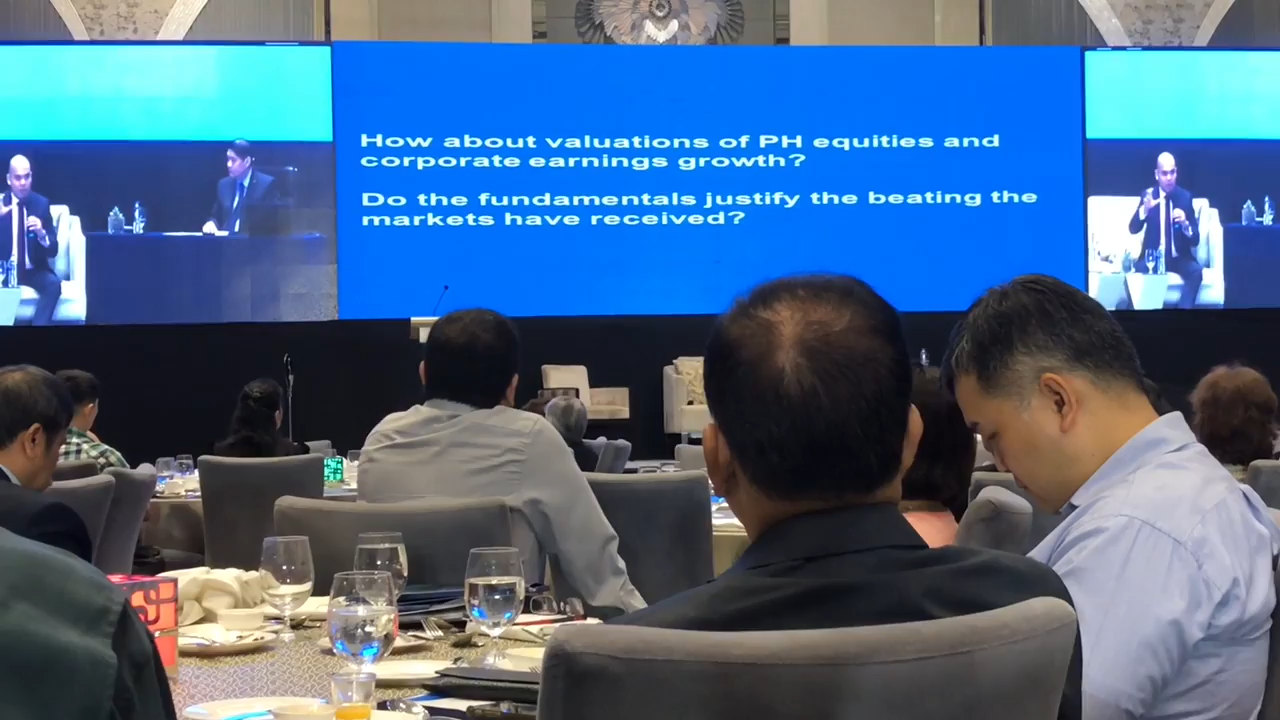 How about valuations of PH equities and
corporate earnings growth?
Do the fundamentals justify the beating the
markets have received?